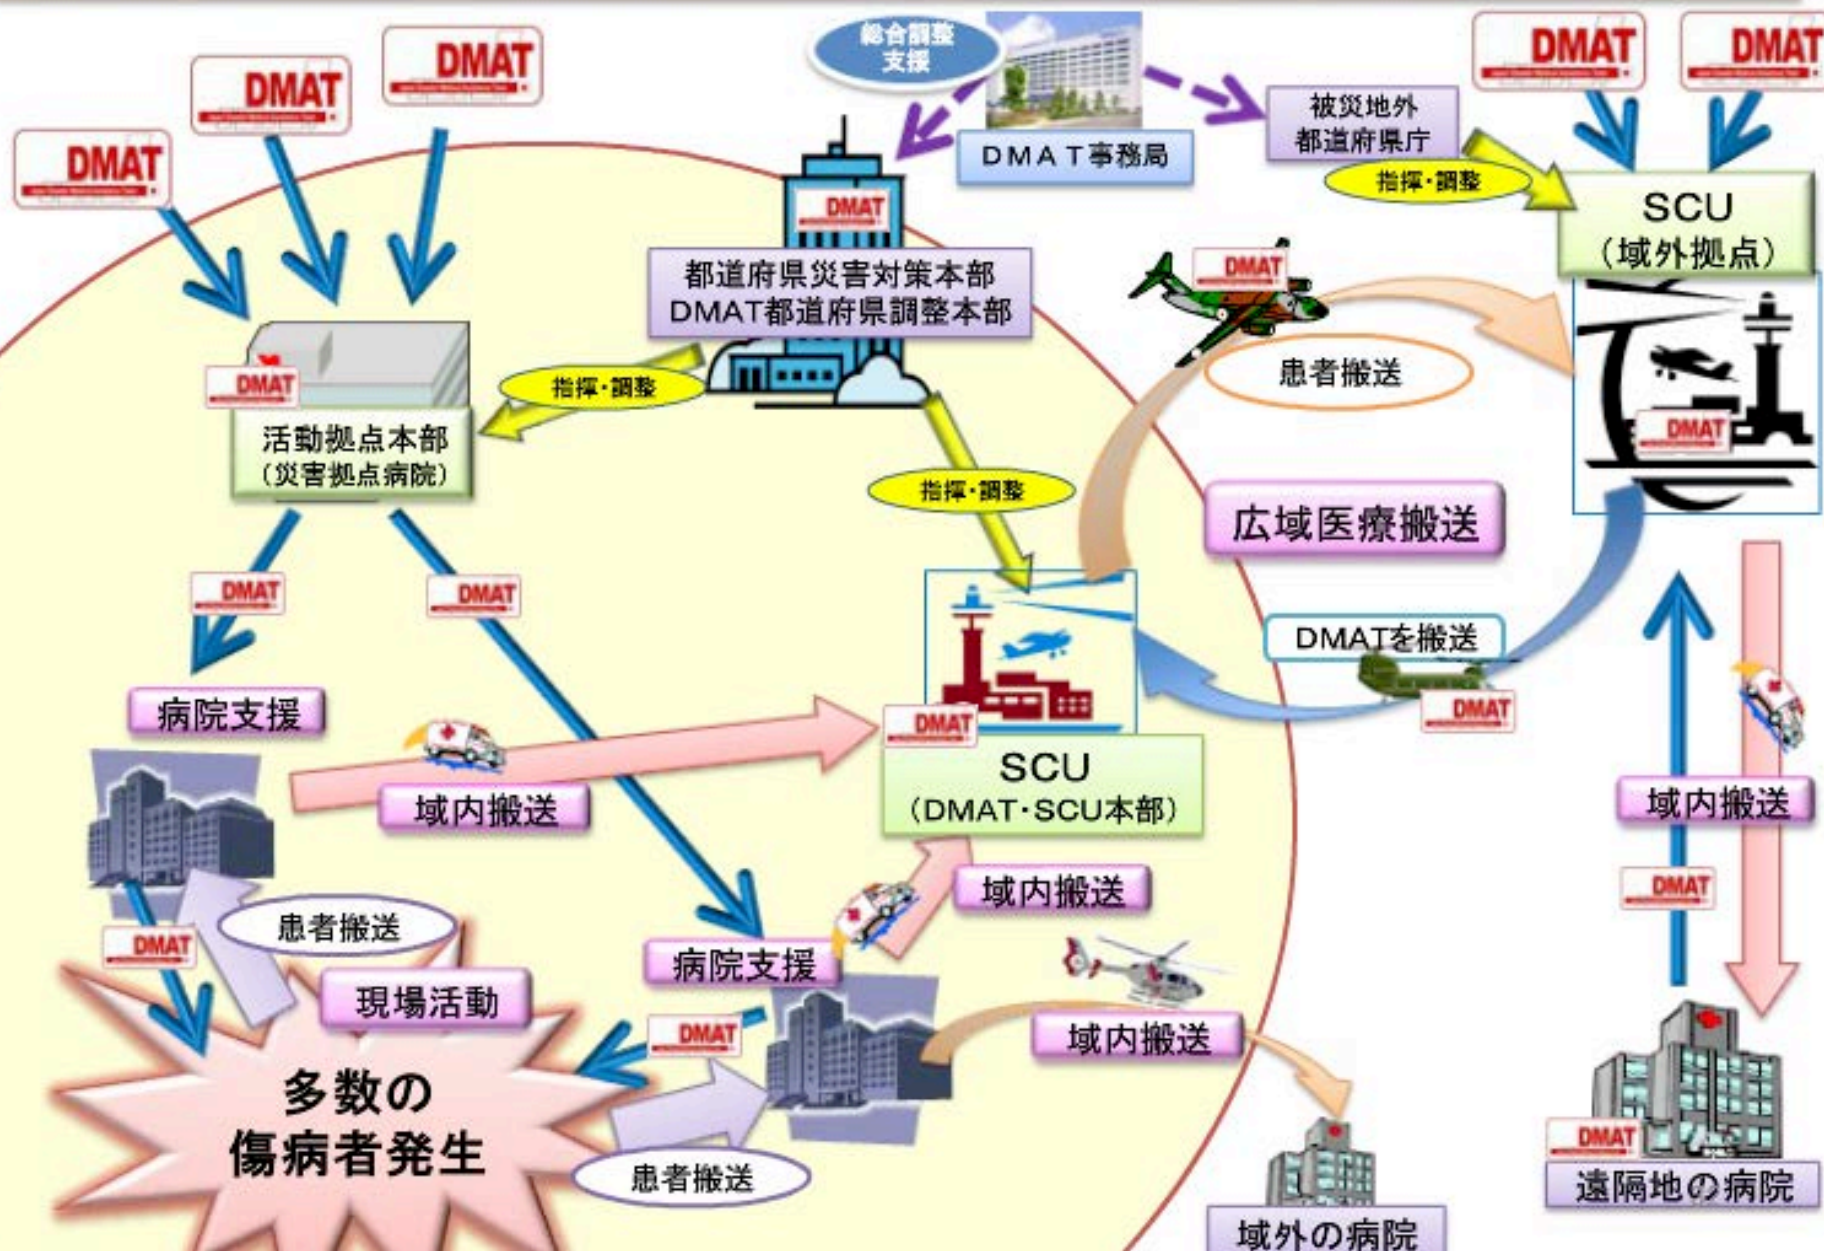 DMAT
DMAT
DMAT
総合調整
支援
DMAT事務局
被災地外
都道府県庁
DMAT
DMAT
指揮・調整
SCU
(域外拠点)
DMAT
都道府県災害対策本部
DMAT都道府県調整本部
DMAT
患者搬送
DMAT
指揮・調整
DMAT
活動拠点本部
(災害拠点病院)
指揮・調整
広域医療搬送
DMAT
DMAT
DMATを搬送
DMAT
病院支援
域内搬送
DMAT
SCU
(DMAT・SCU本部)
域内搬送
域内搬送
DMAT
患者搬送
DMAT
病院支援
現場活動
DMAT
域内搬送
多数の
傷病者発生
患者搬送
DMAT
遠隔地の病院
域外の病院